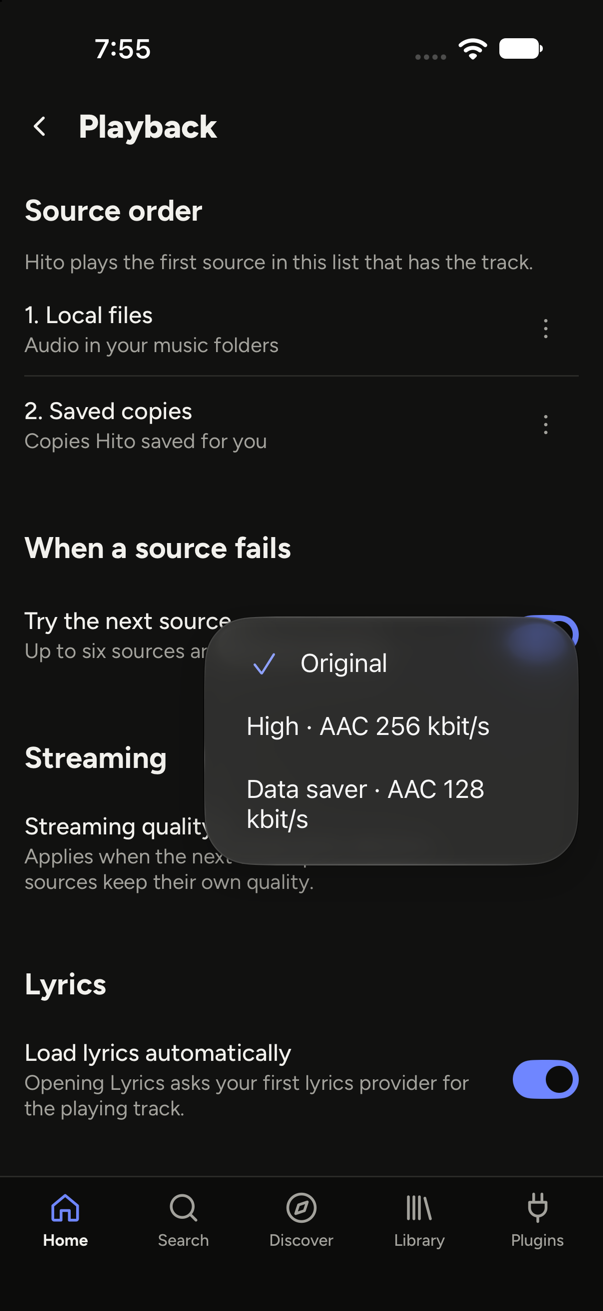 7:55
Playback
Source order
Hito plays the first source in this list that has the track.
1. Local files
Audio in your music folders
2. Saved copies
Copies Hito saved for you
When a source fails
Try the next source
Up to six sources
Original
High · AAC 256 kbit/s
Data saver · AAC 128
kbit/s
Streaming
Streaming quality
Applies when the next
sources keep their own quality.
Lyrics
Load lyrics automatically
Opening Lyrics asks your first lyrics provider for
the playing track.
Home
Search
Discover
Library
Plugins